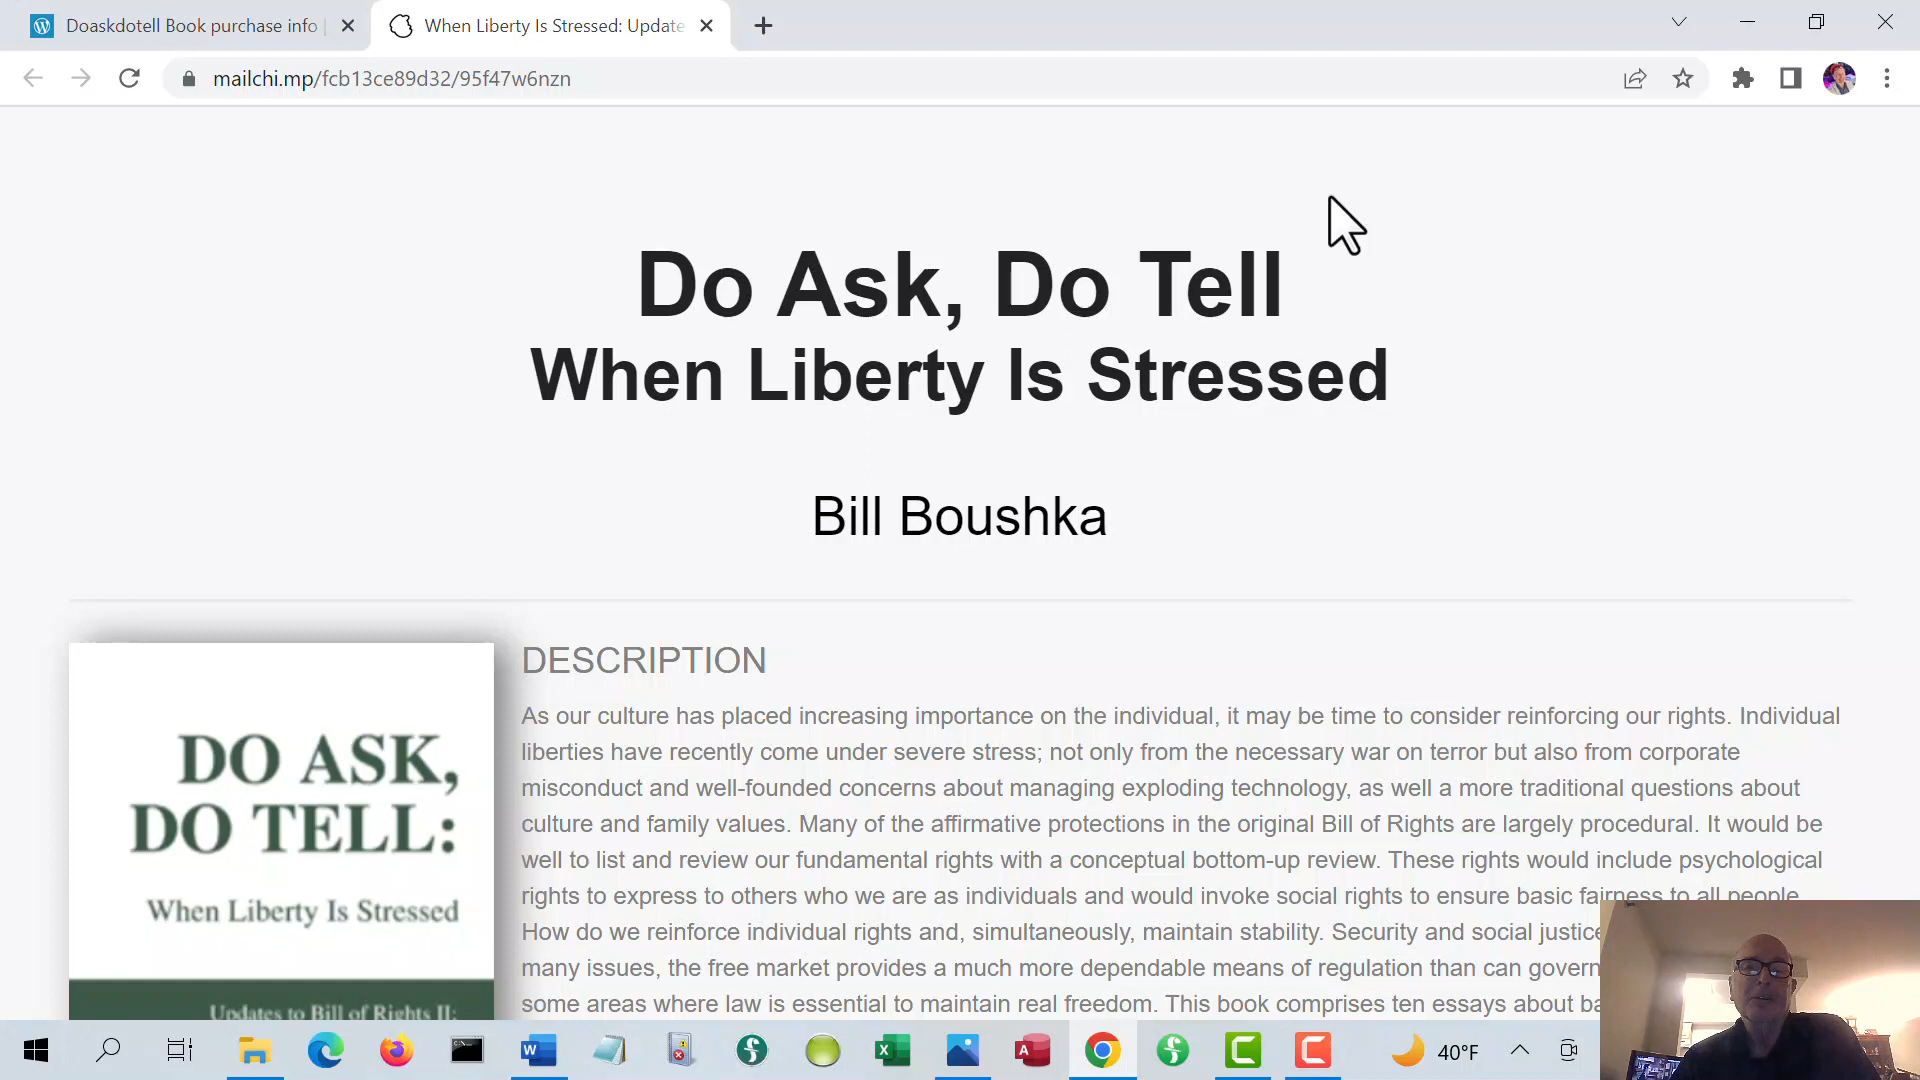 Doaskdotell Book purchase info
When Liberty Is Stressed: Update
mailchi.mp/fcb13ce89d32/95f47w6nzn
Do Ask, Do Tell
When Liberty Is Stressed
Bill Boushka
DESCRIPTION
As our culture has placed increasing importance on the individual, it may be time to consider reinforcing our rights. Individual
liberties have recently come under severe stress; not only from the necessary war on terror but also from corporate
misconduct and well-founded concerns about managing exploding technology, as well a more traditional questions about
culture and family values. Many of the affirmative protections in the original Bill of Rights are largely procedural. It would be
well to list and review our fundamental rights with a conceptual bottom-up review. These rights would include psychological
rights to express to others who we are as individuals and would invoke social rights to ensure basic fairness to all people.
How do we reinforce individual rights and, simultaneously, maintain stability. Security and social justice
many issues, the free market provides a much more dependable means of regulation than can govern
some areas where law is essential to maintain real freedom. This book comprises ten essays about ba
DO ASK,
DO TELL:
When Liberty Is Stressed
Updates to Bill of Rights II:
40°F